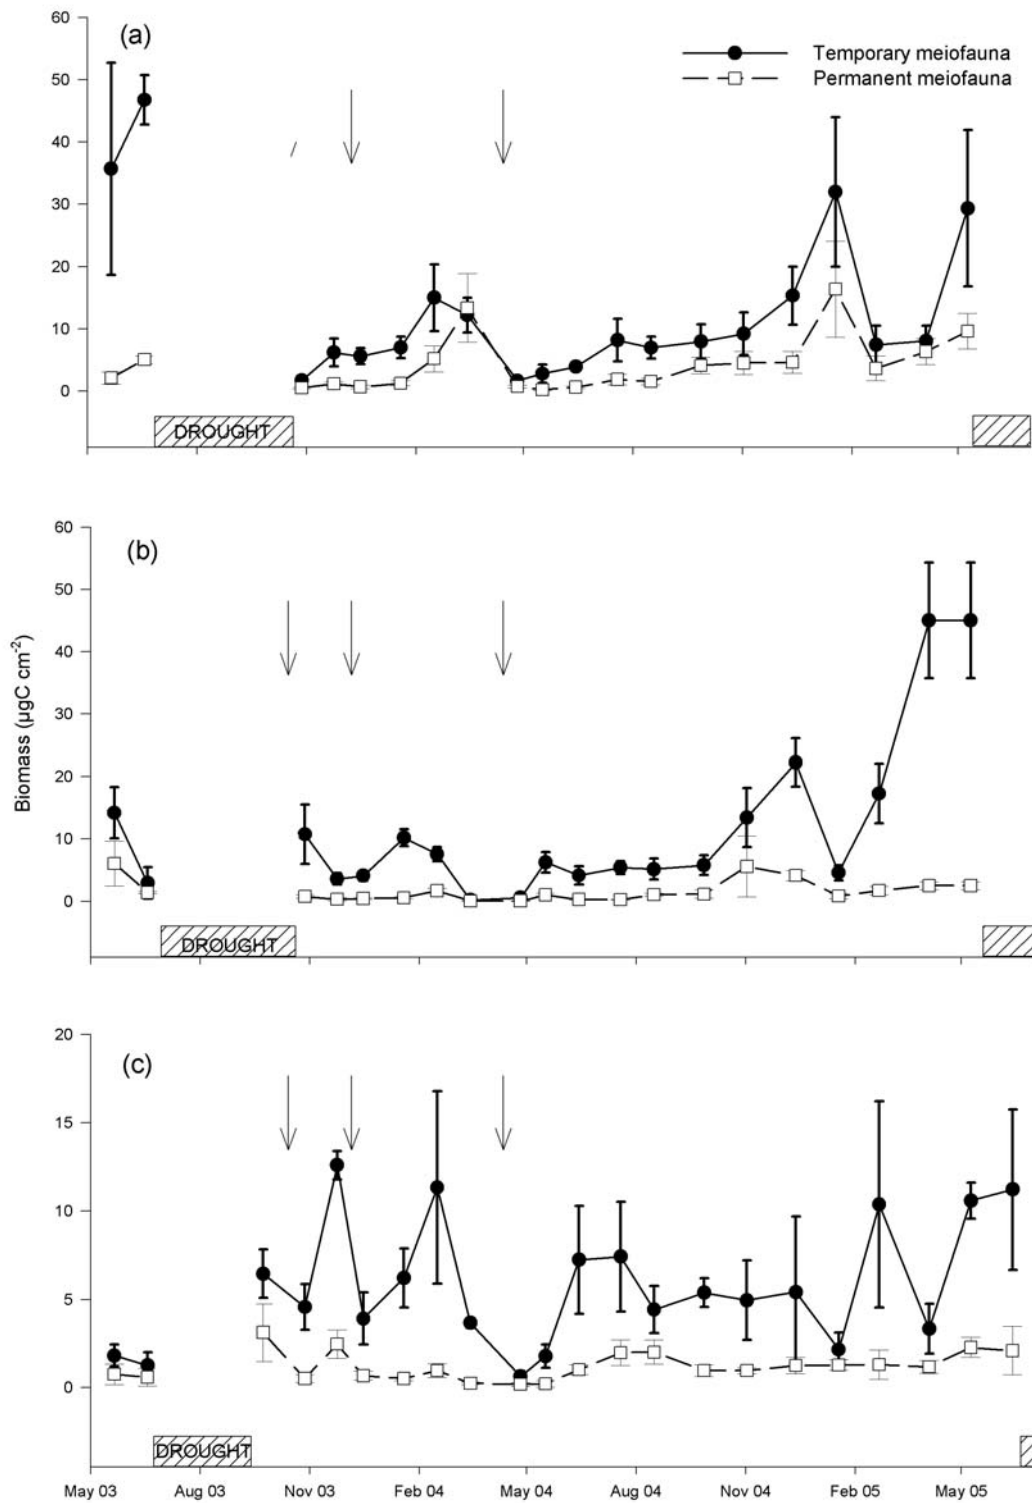 (a)
Temporary meiofauna
Permanent meiofauna
60
50
40
30
20
10
0
DROUGHT
May 03 Aug 03 Nov 03 Feb 04 May 04 Aug 04 Nov 04 Feb 05 May 05
(b)
Biomass (µgC cm-2)
60
50
40
30
20
10
0
DROUGHT
(c)
20
15
10
5
0
DROUGHT